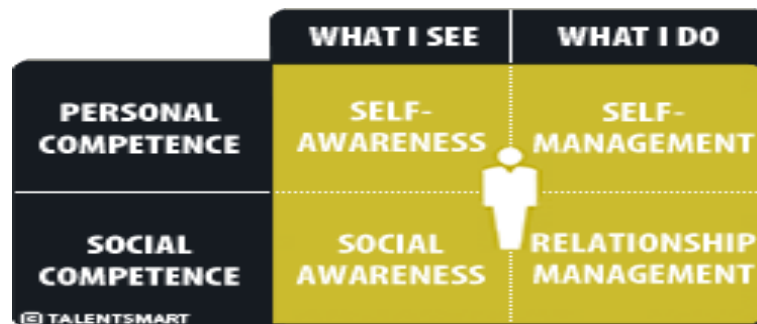 WHAT I SEE WHAT I DO
PERSONAL COMPETENCE
SELF-AWARENESS
SELF-MANAGEMENT
SOCIAL COMPETENCE
SOCIAL AWARENESS
RELATIONSHIP MANAGEMENT
© TALENTSMART